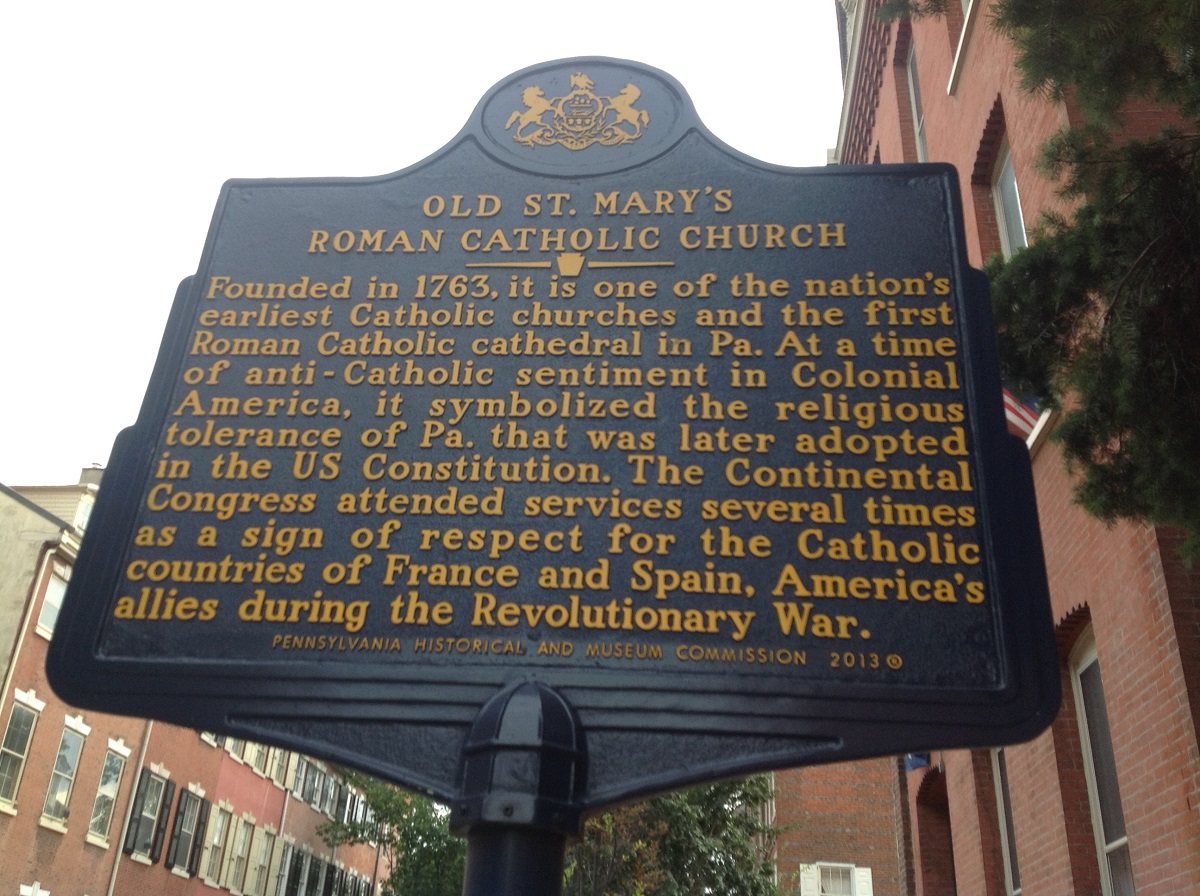 OLD ST. MARY'S
ROMAN CATHOLIC CHURCH
Founded in 1763, it is one of the nation's
earliest Catholic churches and the first
Roman Catholic cathedral in Pa. At a time
of anti-Catholic sentiment in Colonial
America, it symbolized the religious
tolerance of Pa. that was later adopted
in the US Constitution. The Continental
Congress attended services several times
as a sign of respect for the Catholic
countries of France and Spain, America's
allies during the Revolutionary War.
PENNSYLVANIA HISTORICAL AND MUSEUM COMMISSION 2013